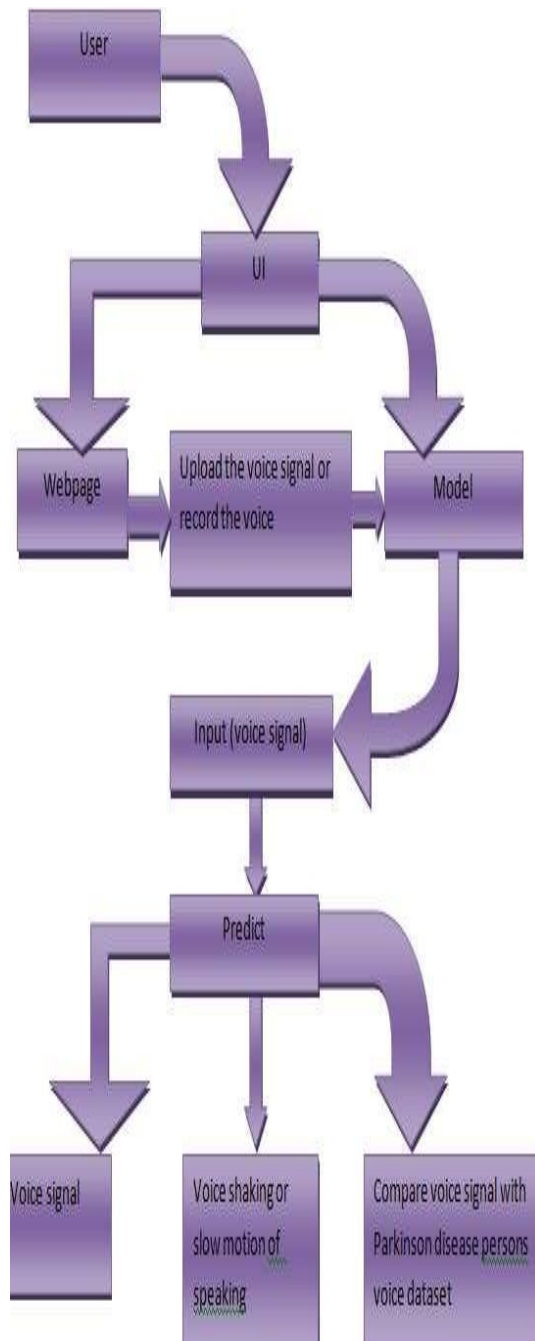 User
UI
Webpage
Upload the voice signal or
record the voice
Model
Input (voice signal)
Predict
Voice signal
Voice shaking or
slow motion of
speaking
Compare voice signal with
Parkinson disease persons
voice dataset